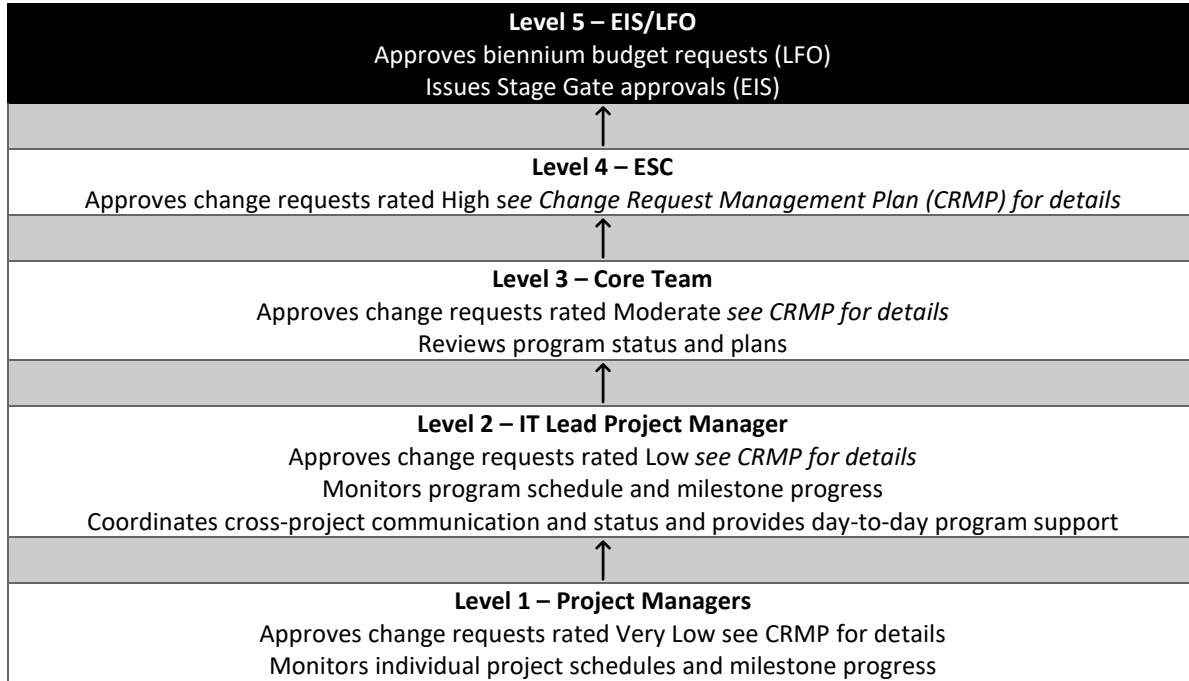 Level 5 – EIS/LFO
Approves biennium budget requests (LFO)
Issues Stage Gate approvals (EIS)
Level 4 – ESC
Approves change requests rated High see Change Request Management Plan (CRMP) for details
Level 3 – Core Team
Approves change requests rated Moderate see CRMP for details
Reviews program status and plans
Level 2 – IT Lead Project Manager
Approves change requests rated Low see CRMP for details
Monitors program schedule and milestone progress
Coordinates cross-project communication and status and provides day-to-day program support
Level 1 – Project Managers
Approves change requests rated Very Low see CRMP for details
Monitors individual project schedules and milestone progress